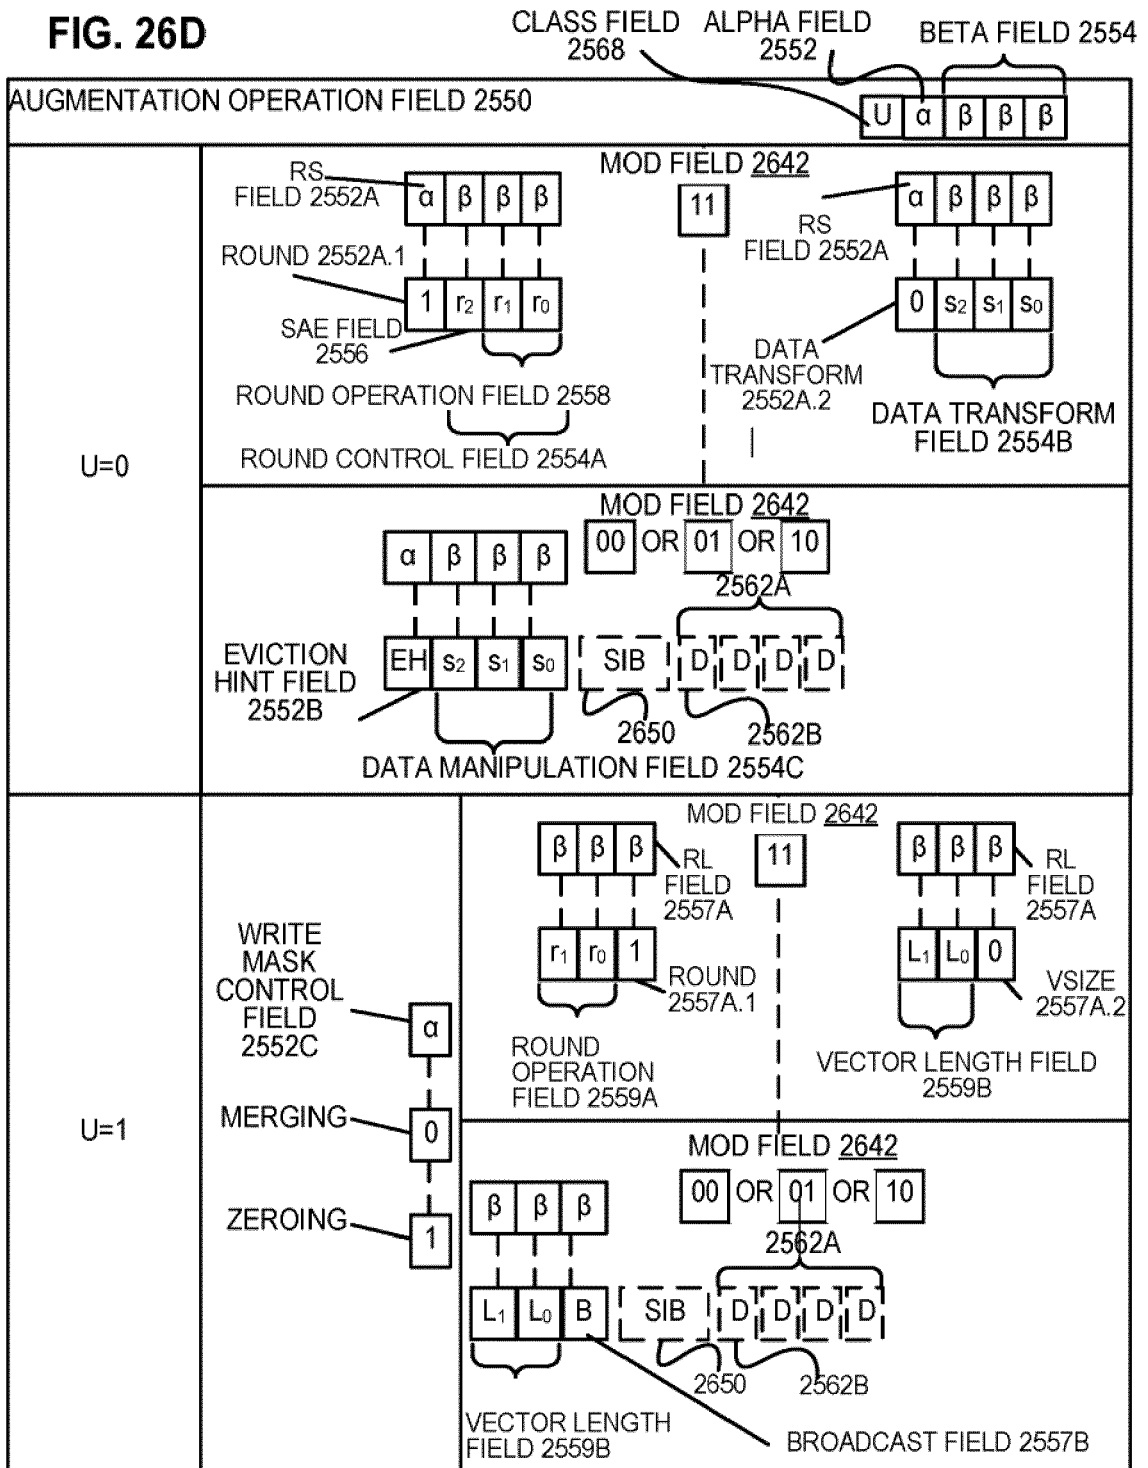 FIG. 26D
CLASS FIELD
2568
ALPHA FIELD
2552
BETA FIELD 2554
AUGMENTATION OPERATION FIELD 2550
U α β β β
U=0
MOD FIELD 2642
11
RS
FIELD 2552A
α β β β
ROUND 2552A.1
1 r2 r1 r0
SAE FIELD
2556
ROUND OPERATION FIELD 2558
ROUND CONTROL FIELD 2554A
α β β β
RS
FIELD 2552A
0 s2 s1 s0
DATA
TRANSFORM
2552A.2
DATA TRANSFORM
FIELD 2554B
MOD FIELD 2642
00 OR 01 OR 10
α β β β
2562A
EVICTION
HINT FIELD
2552B
EH s2 s1 s0
SIB
D D D D
2650
2562B
DATA MANIPULATION FIELD 2554C
U=1
WRITE
MASK
CONTROL
FIELD
2552C
α
MERGING
0
ZEROING
1
MOD FIELD 2642
11
β β β
RL
FIELD
2557A
r1 r0 1
ROUND
2557A.1
ROUND
OPERATION
FIELD 2559A
β β β
RL
FIELD
2557A
L1 L0 0
VSIZE
2557A.2
VECTOR LENGTH FIELD
2559B
MOD FIELD 2642
00 OR 01 OR 10
β β β
2562A
L1 L0 B
SIB
D D D D
2650
2562B
VECTOR LENGTH
FIELD 2559B
BROADCAST FIELD 2557B